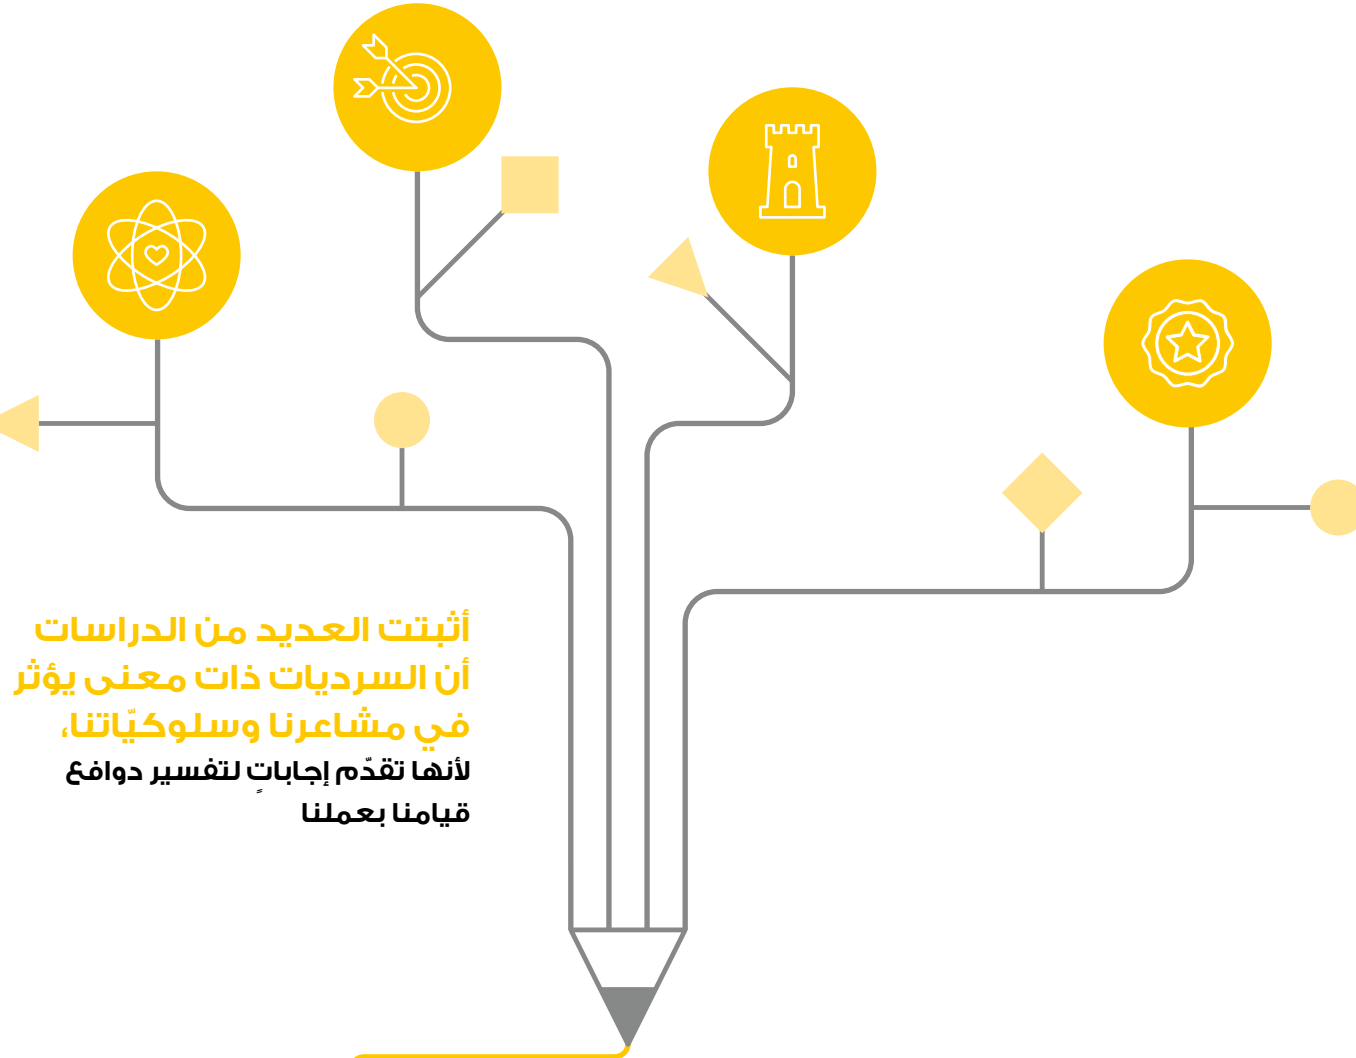 أثبتت العديد من الدراسات
أن السرديات ذات معنى يؤثر
في مشاعرنا وسلوكيّاتنا،
لأنها تقدّم إجاباتٍ لتفسير دوافع
قيامنا بعملنا